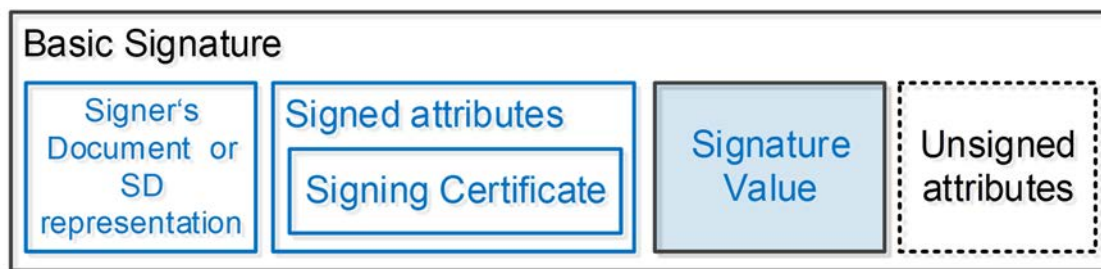 Basic Signature
Signer‘s
Document or
SD
representation
Signed attributes
Signing Certificate
Signature
Value
Unsigned
attributes